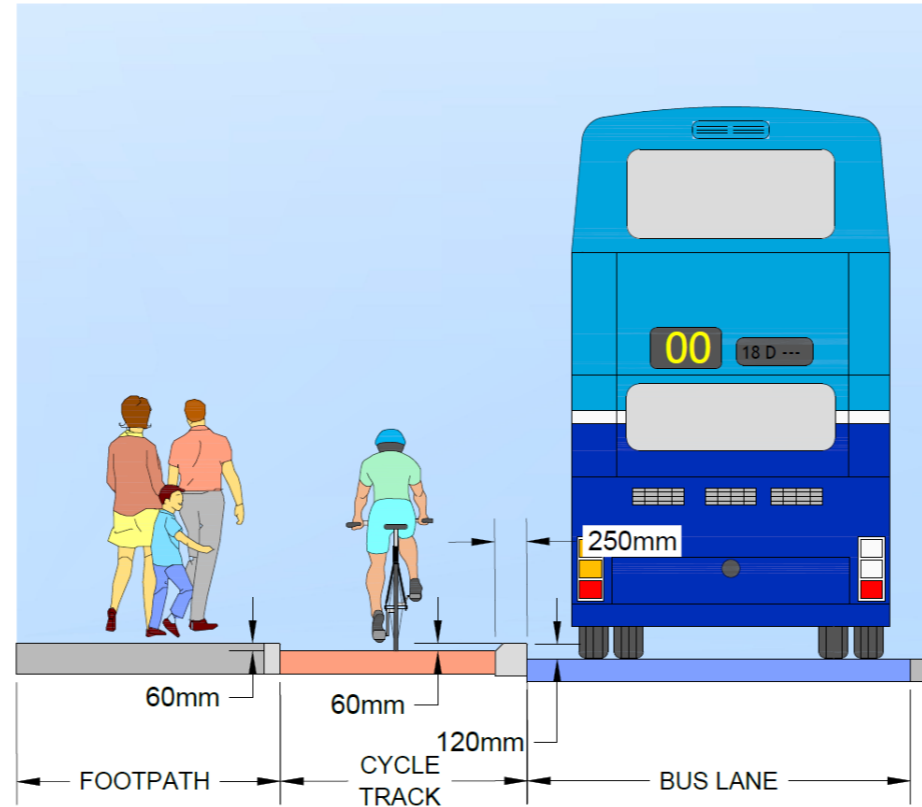 00
18 D ---
250mm
60mm
60mm
120mm
FOOTPATH
CYCLE
TRACK
BUS LANE